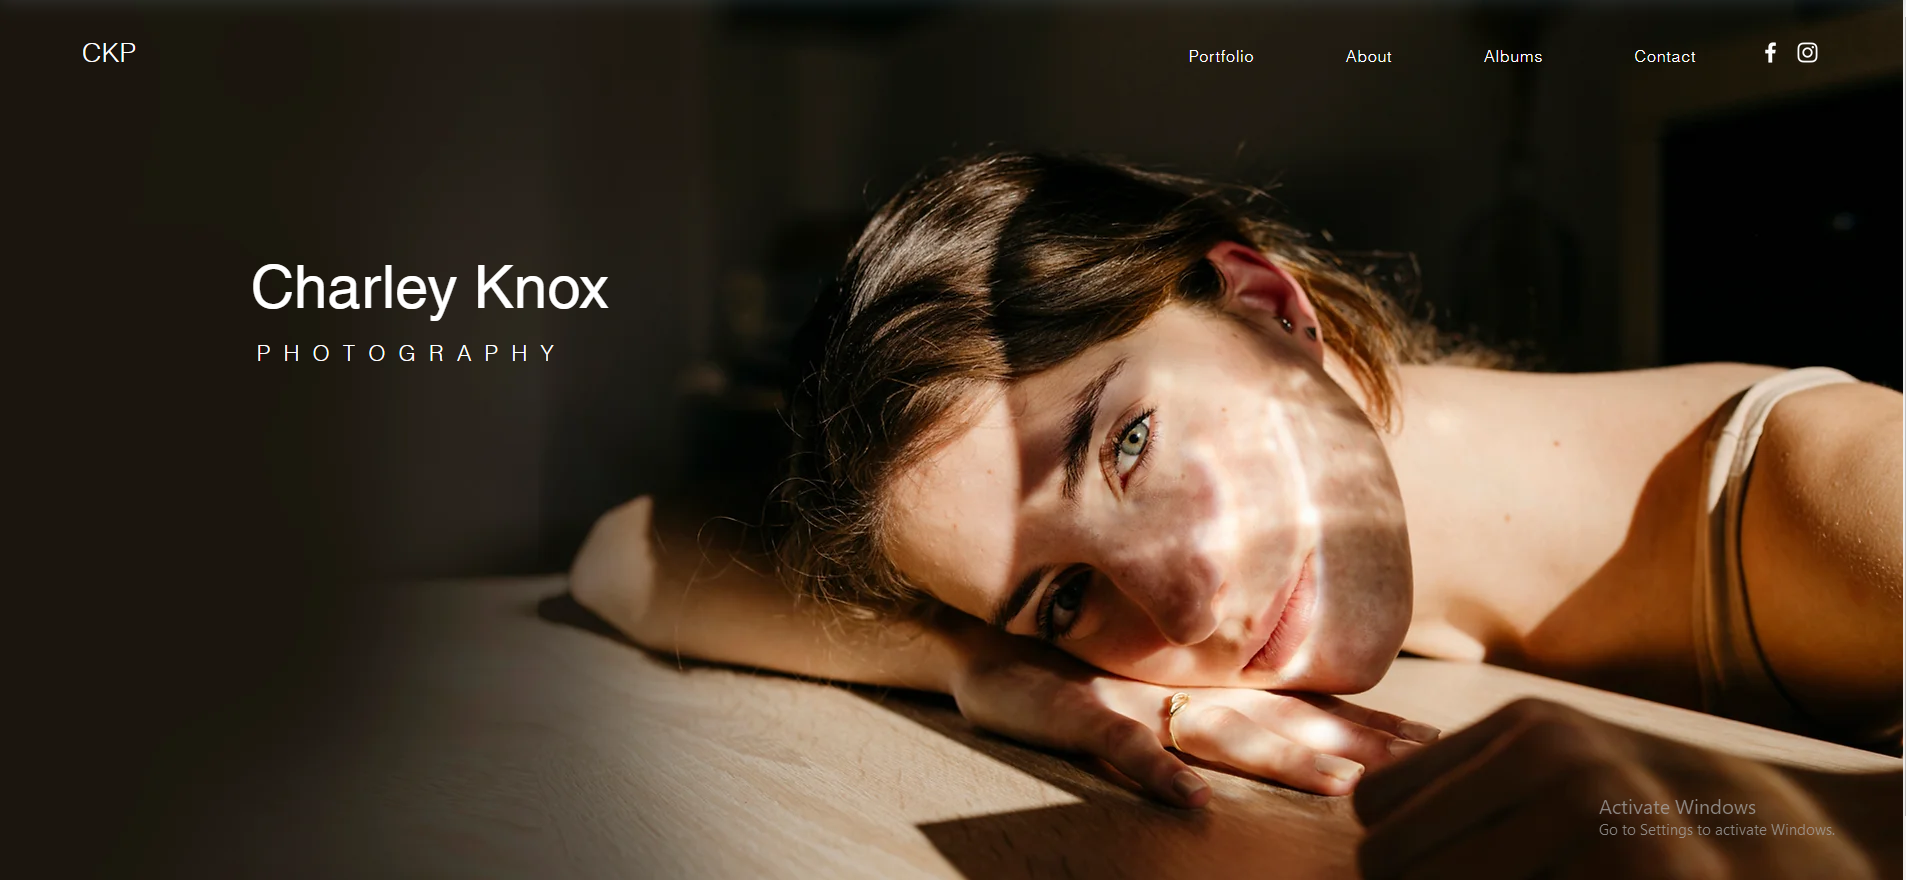 CKP
Portfolio About Albums Contact
Charley Knox
PHOTOGRAPHY
Activate Windows
Go to Settings to activate Windows.